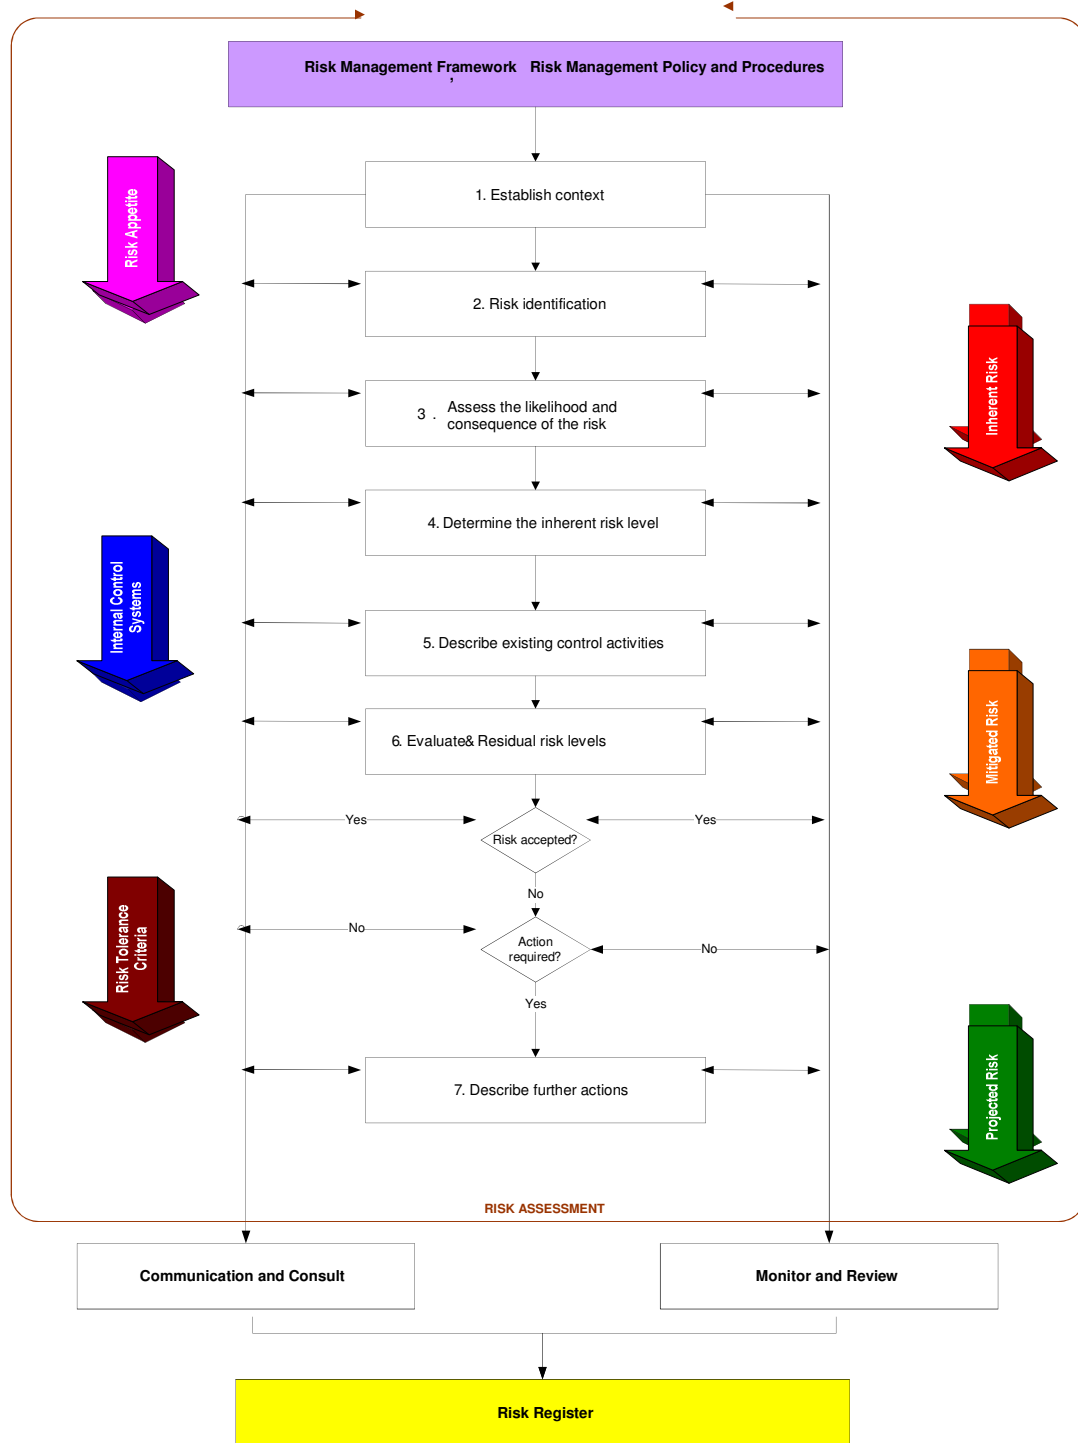 Risk Management Framework, Risk Management Policy and Procedures
1. Establish context
Risk Appetite
2. Risk identification
Inherent Risk
3 . Assess the likelihood and
consequence of the risk
4. Determine the inherent risk level
Internal Control
Systems
5. Describe existing control activities
Mitigated Risk
6. Evaluate& Residual risk levels
Yes
Risk accepted?
Yes
No
Risk Tolerance
Criteria
No
Action
required?
No
Yes
Projected Risk
7. Describe further actions
RISK ASSESSMENT
Communication and Consult
Monitor and Review
Risk Register